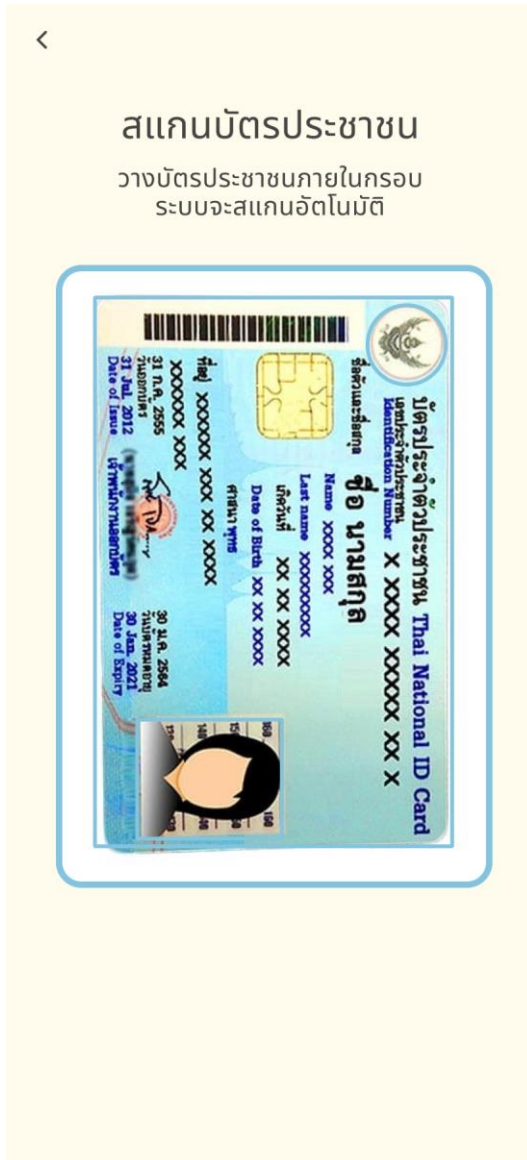 สแกนบัตรประชาชน
วางบัตรประชาชนภายในกรอบ
ระบบจะสแกนอัตโนมัติ
บัตรประจำตัวประชาชน Thai National ID Card
เลขประจำตัวประชาชน
Identification Number X XXXX XXXXX XX X
ชื่อตัวและชื่อสกุล ชื่อ นามสกุล
Name XXXX XXX
Last name XXXXXXXXX
เกิดวันที่ XX XX XXXX
Date of Birth XX XX XXXX
ศาสนา พุทธ
ที่อยู่ XXXXXX XXX XX XXXX
XXXXXX XXX
31 ก.ค. 2555
วันออกบัตร
31 Jul. 2012
Date of Issue
เจ้าพนักงานออกบัตร
30 ม.ค. 2564
วันบัตรหมดอายุ
30 Jan. 2021
Date of Expiry
160
150
140
150